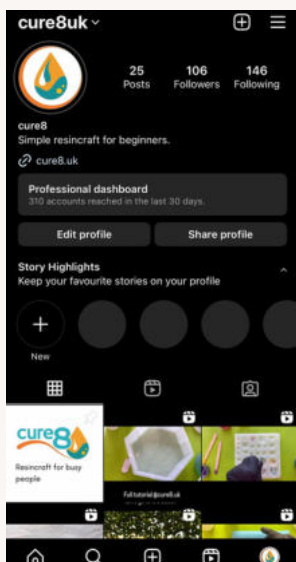 cure8uk
25 106 146
Posts Followers Following
cure8
Simple resincraft for beginners.
cure8.uk
Professional dashboard
310 accounts reached in the last 30 days.
Edit profile Share profile
Story Highlights
Keep your favourite stories on your profile
New
cure8
Resincraft for busy
people
Full tutorial@cure8.uk